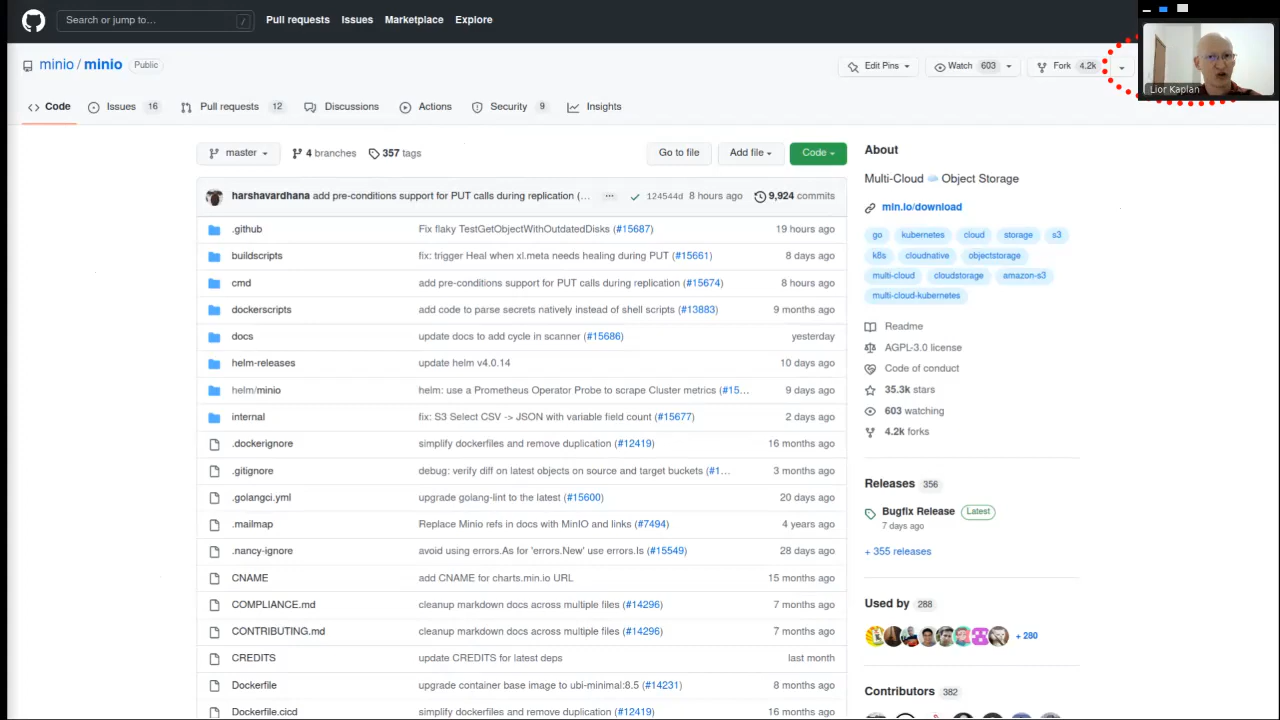 Search or jump to… /
Pull requests Issues Marketplace Explore
minio / minio Public
Edit Pins Watch 603 Fork 4.2k
Lior Kaplan
Code Issues 16 Pull requests 12 Discussions Actions Security 9 Insights
master 4 branches 357 tags Go to file Add file Code
harshavardhana add pre-conditions support for PUT calls during replication (… ··· 124544d 8 hours ago 9,924 commits
.github Fix flaky TestGetObjectWithOutdatedDisks (#15687) 19 hours ago
buildscripts fix: trigger Heal when xl.meta needs healing during PUT (#15661) 8 days ago
cmd add pre-conditions support for PUT calls during replication (#15674) 8 hours ago
dockerscripts add code to parse secrets natively instead of shell scripts (#13883) 9 months ago
docs update docs to add cycle in scanner (#15686) yesterday
helm-releases update helm v4.0.14 10 days ago
helm/minio helm: use a Prometheus Operator Probe to scrape Cluster metrics (#15… 9 days ago
internal fix: S3 Select CSV -> JSON with variable field count (#15677) 2 days ago
.dockerignore simplify dockerfiles and remove duplication (#12419) 16 months ago
.gitignore debug: verify diff on latest objects on source and target buckets (#1… 3 months ago
.golangci.yml upgrade golang-lint to the latest (#15600) 20 days ago
.mailmap Replace Minio refs in docs with MinIO and links (#7494) 4 years ago
.nancy-ignore avoid using errors.As for 'errors.New' use errors.Is (#15549) 28 days ago
CNAME add CNAME for charts.min.io URL 15 months ago
COMPLIANCE.md cleanup markdown docs across multiple files (#14296) 7 months ago
CONTRIBUTING.md cleanup markdown docs across multiple files (#14296) 7 months ago
CREDITS update CREDITS for latest deps last month
Dockerfile upgrade container base image to ubi-minimal:8.5 (#14231) 8 months ago
Dockerfile.cicd simplify dockerfiles and remove duplication (#12419) 16 months ago
About
Multi-Cloud Object Storage
min.io/download
go kubernetes cloud storage s3
k8s cloudnative objectstorage
multi-cloud cloudstorage amazon-s3
multi-cloud-kubernetes
Readme
AGPL-3.0 license
Code of conduct
35.3k stars
603 watching
4.2k forks
Releases 356
Bugfix Release Latest
7 days ago
+ 355 releases
Used by 288
+ 280
Contributors 382